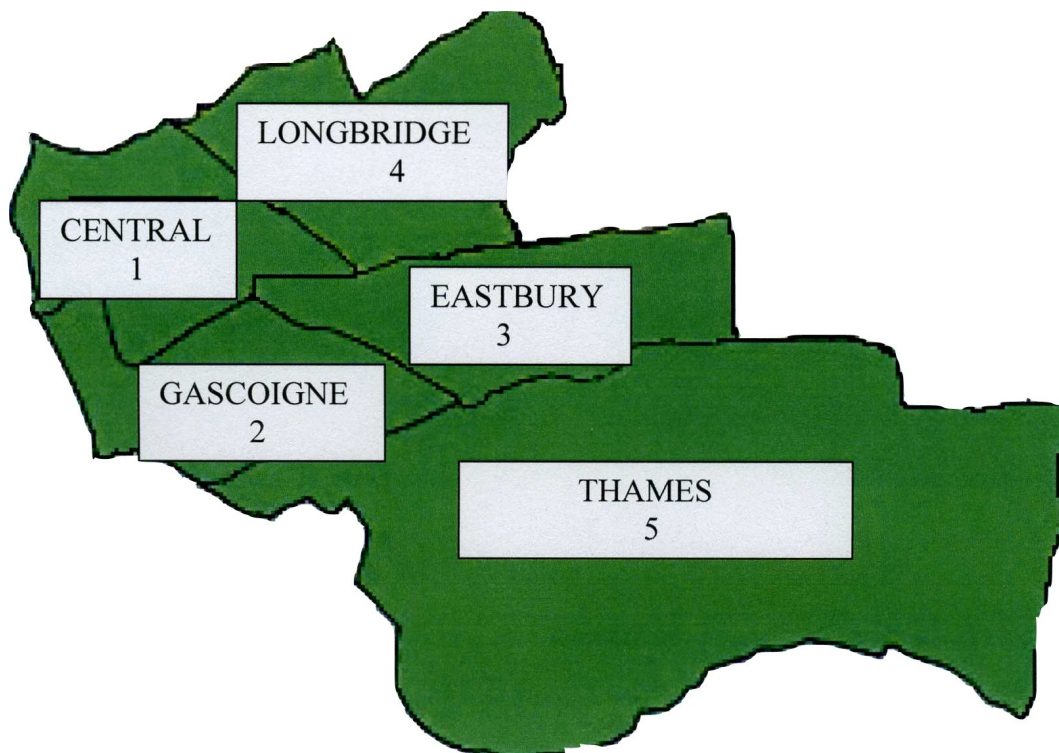 LONGBRIDGE
4
CENTRAL
1
EASTBURY
3
GASCOIGNE
2
THAMES
5